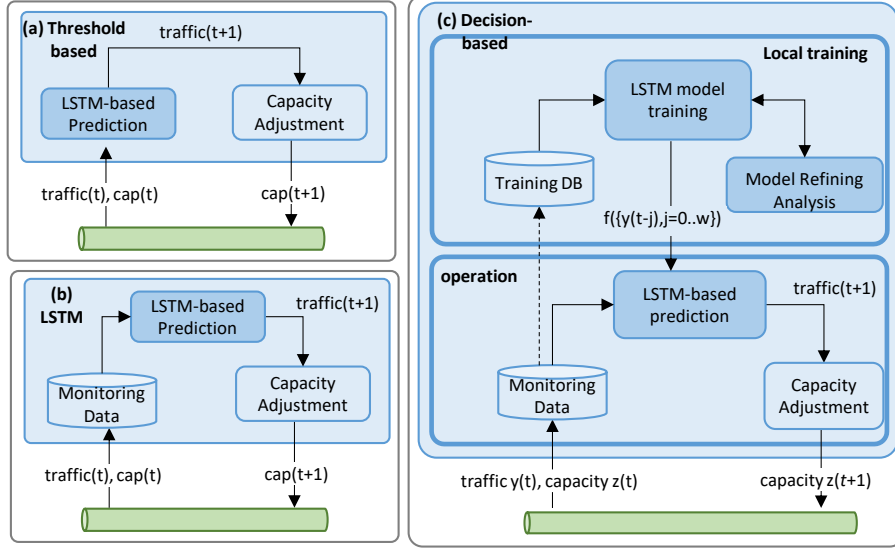 (a) Threshold
based
traffic(t+1)
LSTM-based
Prediction
Capacity
Adjustment
traffic(t), cap(t)
cap(t+1)
(b)
LSTM
LSTM-based
Prediction
traffic(t+1)
Monitoring
Data
Capacity
Adjustment
traffic(t), cap(t)
cap(t+1)
(c) Decision-
based
Local training
LSTM model
training
Training DB
Model Refining
Analysis
f({y(t-j),j=0..w})
operation
LSTM-based
prediction
traffic(t+1)
Monitoring
Data
Capacity
Adjustment
traffic y(t), capacity z(t)
capacity z(t+1)